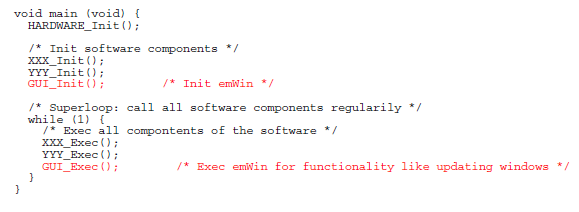 void main (void) {
  HARDWARE_Init();
  /* Init software components */
  XXX_Init();
  YYY_Init();
  GUI_Init();        /* Init emWin */
  /* Superloop: call all software components regularily */
  while (1) {
    /* Exec all compontents of the software */
    XXX_Exec();
    YYY_Exec();
    GUI_Exec();        /* Exec emWin for functionality like updating windows */
  }
}